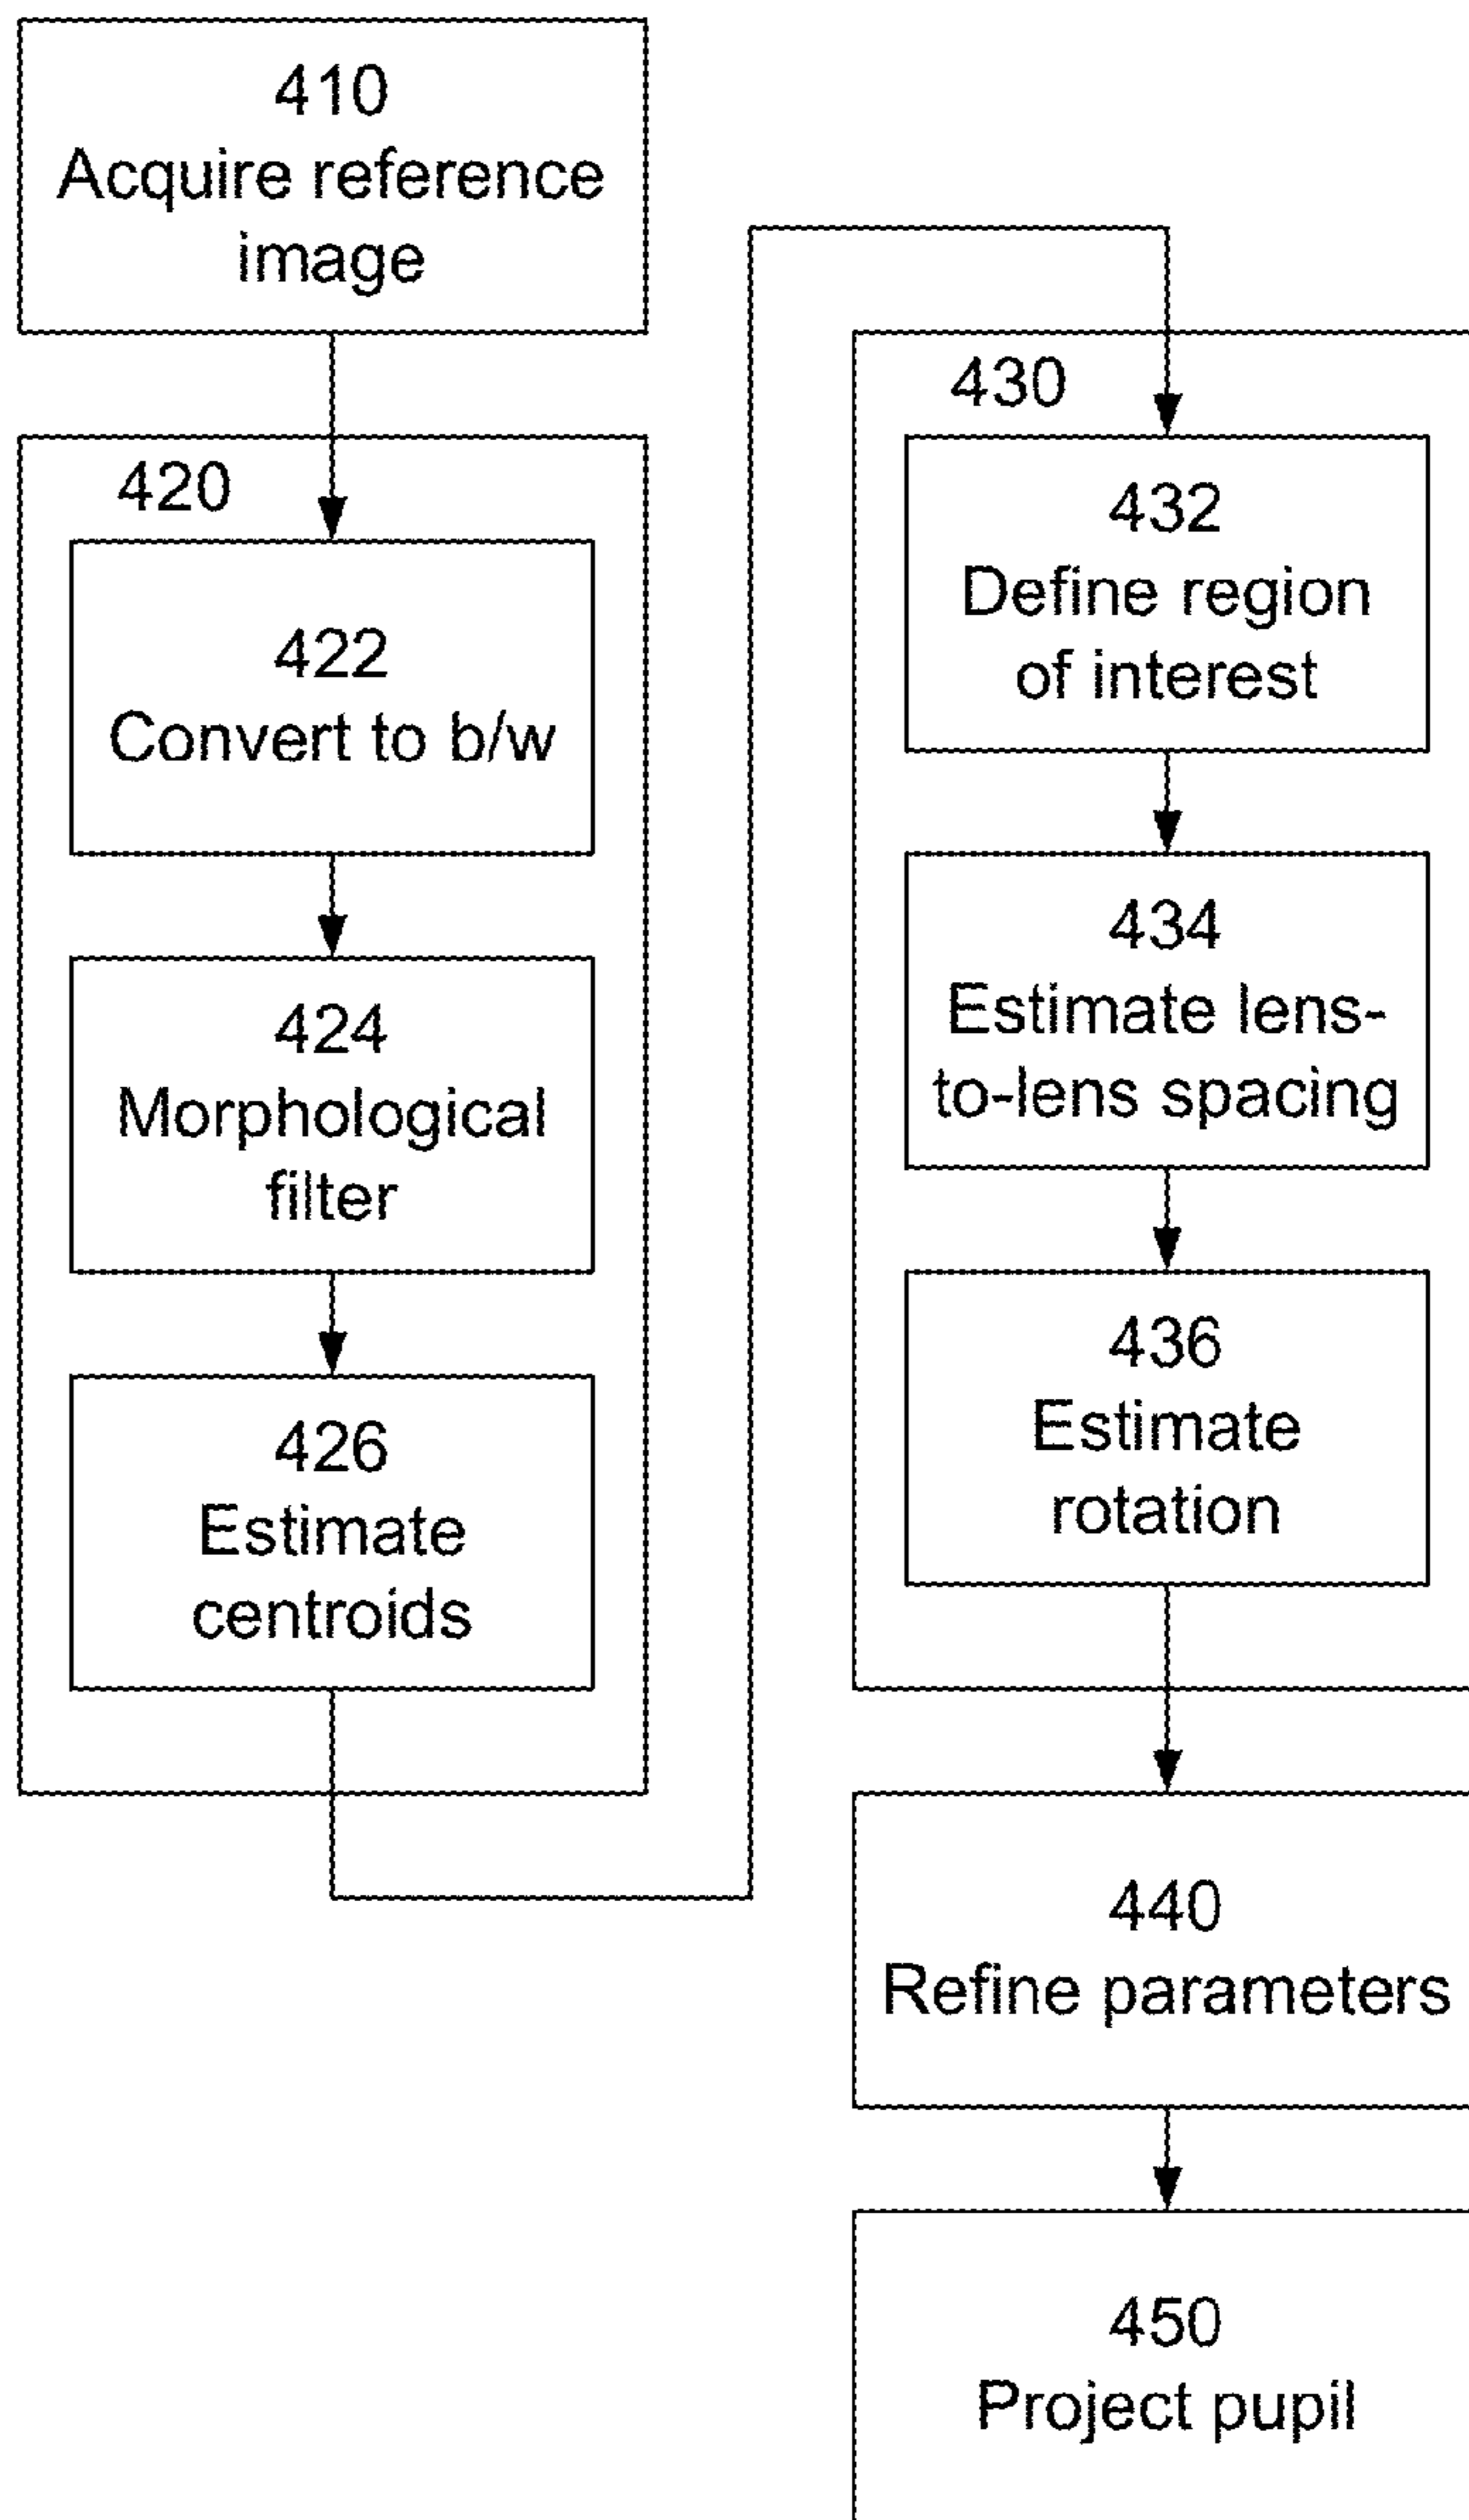 410
Acquire reference
image
420
422
Convert to b/w
424
Morphological
filter
426
Estimate
centroids
430
432
Define region
of interest
434
Estimate lens-
to-lens spacing
436
Estimate
rotation
440
Refine parameters
450
Project pupil